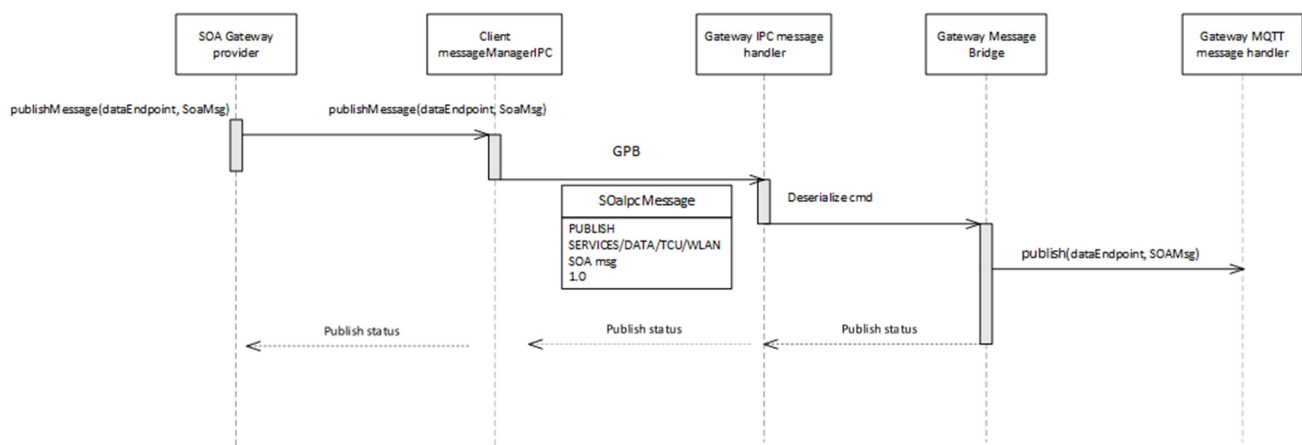 SOA Gateway
provider
Client
messageManagerIPC
Gateway IPC message
handler
Gateway Message
Bridge
Gateway MQTT
message handler
publishMessage(dataEndpoint, SoaMsg)
publishMessage(dataEndpoint, SoaMsg)
GPB
SOaIpcMessage
PUBLISH
SERVICES/DATA/TCU/WLAN
SOA msg
1.0
Deserialize cmd
publish(dataEndpoint, SOAMsg)
Publish status
Publish status
Publish status